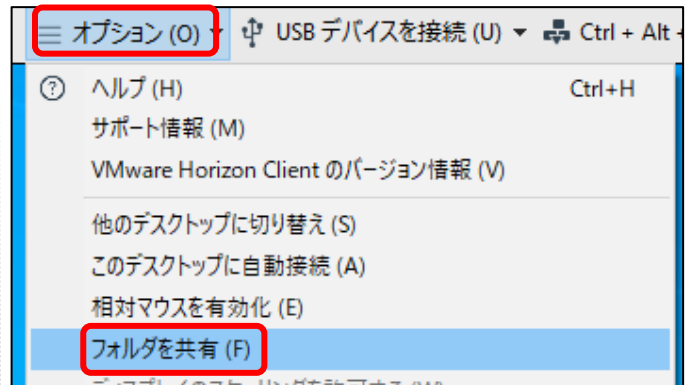 オプション (O) USB デバイスを接続 (U) Ctrl + Alt +
ヘルプ (H) Ctrl+H
サポート情報 (M)
VMware Horizon Client のバージョン情報 (V)
他のデスクトップに切り替え (S)
このデスクトップに自動接続 (A)
相対マウスを有効化 (E)
フォルダを共有 (F)